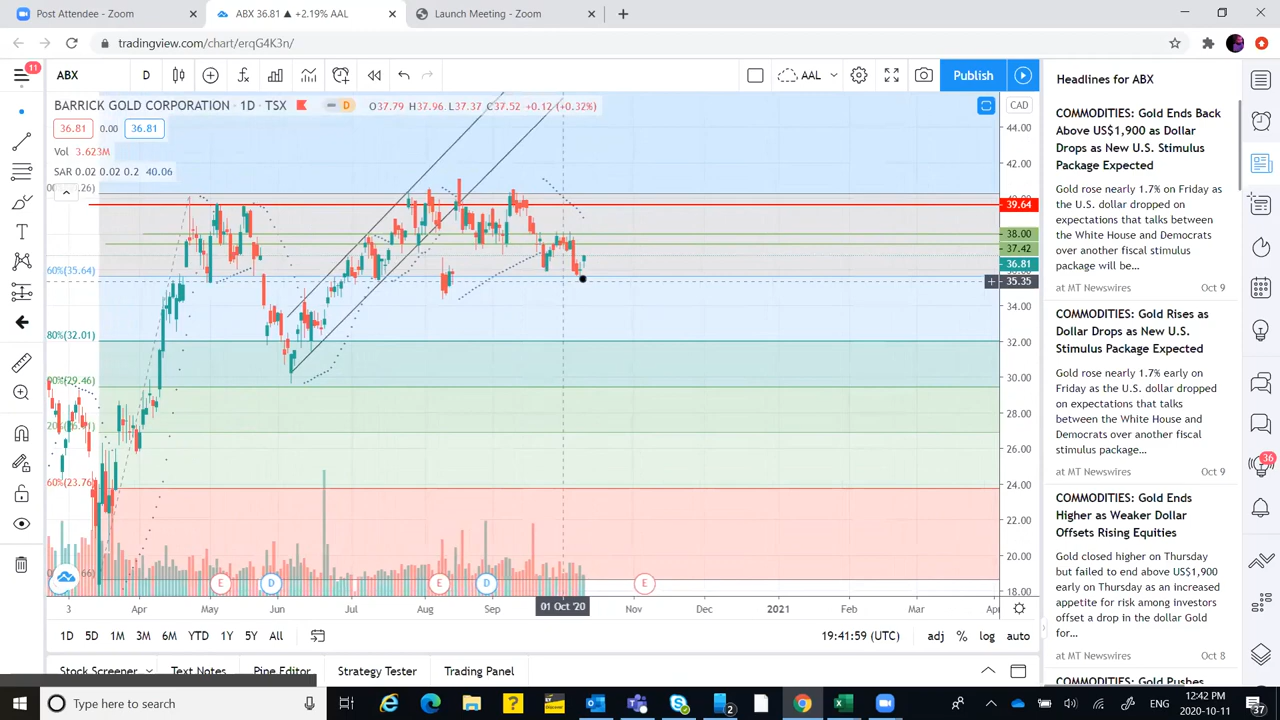 Post Attendee - Zoom
ABX 36.81 ▲ +2.19% AAL
Launch Meeting - Zoom
tradingview.com/chart/erqG4K3n/
11
ABX
D
AAL
Publish
BARRICK GOLD CORPORATION · 1D · TSX
D
O37.79 H37.96 L37.37 C37.52 +0.12 (+0.32%)
CAD
36.81
0.00
36.81
Vol 3.623M
SAR 0.02 0.02 0.2 40.06
60%(35.64)
80%(32.01)
00%(29.46)
60%(23.76)
44.00
42.00
39.64
38.00
37.42
36.81
35.35
34.00
32.00
30.00
28.00
26.00
24.00
22.00
20.00
18.00
E
D
E
D
E
3
Apr
May
Jun
Jul
Aug
Sep
01 Oct '20
Nov
Dec
2021
Feb
Mar
Ap
1D
5D
1M
3M
6M
YTD
1Y
5Y
All
19:41:59 (UTC)
adj
%
log
auto
Stock Screener
Text Notes
Pine Editor
Strategy Tester
Trading Panel
Headlines for ABX
COMMODITIES: Gold Ends Back
Above US$1,900 as Dollar
Drops as New U.S. Stimulus
Package Expected
Gold rose nearly 1.7% on Friday as
the U.S. dollar dropped on
expectations that talks between
the White House and Democrats
over another fiscal stimulus
package will be...
at MT Newswires
Oct 9
COMMODITIES: Gold Rises as
Dollar Drops as New U.S.
Stimulus Package Expected
Gold rose nearly 1.7% early on
Friday as the U.S. dollar dropped
on expectations that talks
between the White House and
Democrats over another fiscal
stimulus package...
at MT Newswires
Oct 9
COMMODITIES: Gold Ends
Higher as Weaker Dollar
Offsets Rising Equities
Gold closed higher on Thursday
but failed to end above US$1,900
early on Thursday as an increased
appetite for risk among investors
offset a drop in the dollar Gold
for...
at MT Newswires
Oct 8
COMMODITIES: Gold Pushes
36
Type here to search
2
ENG
12:42 PM
2020-10-11
37